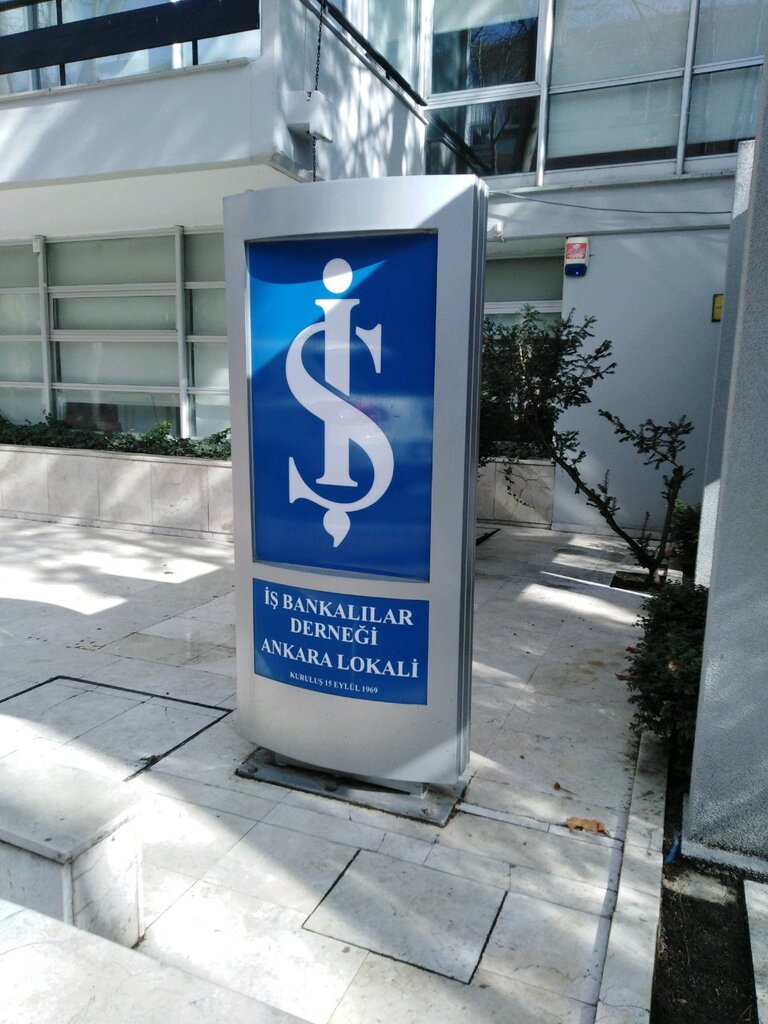 İŞ
İŞ BANKALILAR
DERNEĞİ
ANKARA LOKALİ
KURULUŞ 15 EYLÜL 1969